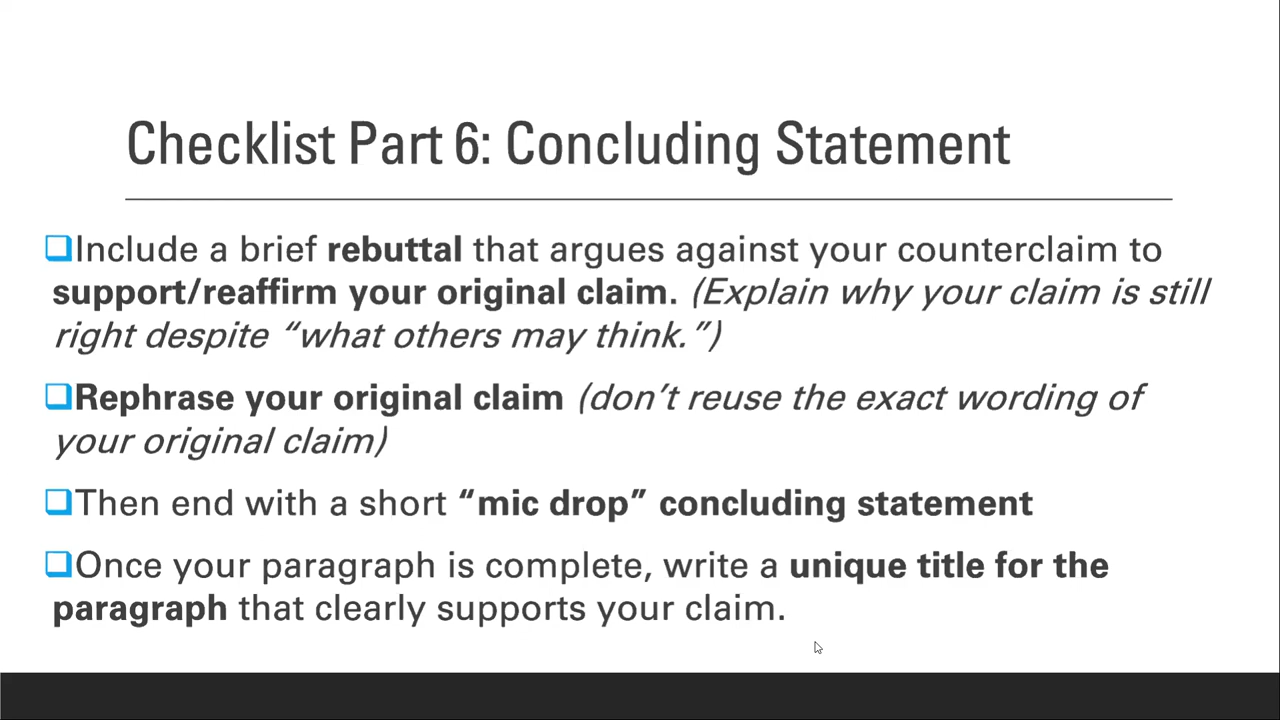 Checklist Part 6: Concluding Statement
❑Include a brief rebuttal that argues against your counterclaim to
support/reaffirm your original claim. (Explain why your claim is still
right despite “what others may think.”)
❑Rephrase your original claim (don’t reuse the exact wording of
your original claim)
❑Then end with a short “mic drop” concluding statement
❑Once your paragraph is complete, write a unique title for the
paragraph that clearly supports your claim.